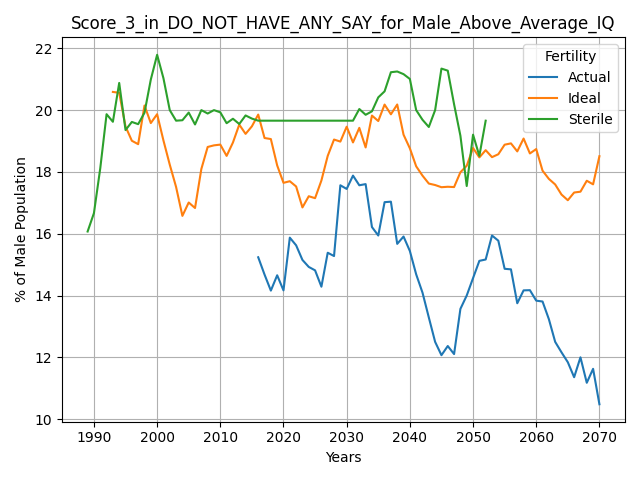 Score_3_in_DO_NOT_HAVE_ANY_SAY_for_Male_Above_Average_IQ
Fertility
Actual
Ideal
Sterile
% of Male Population
22
20
18
16
14
12
10
1990 2000 2010 2020 2030 2040 2050 2060 2070
Years